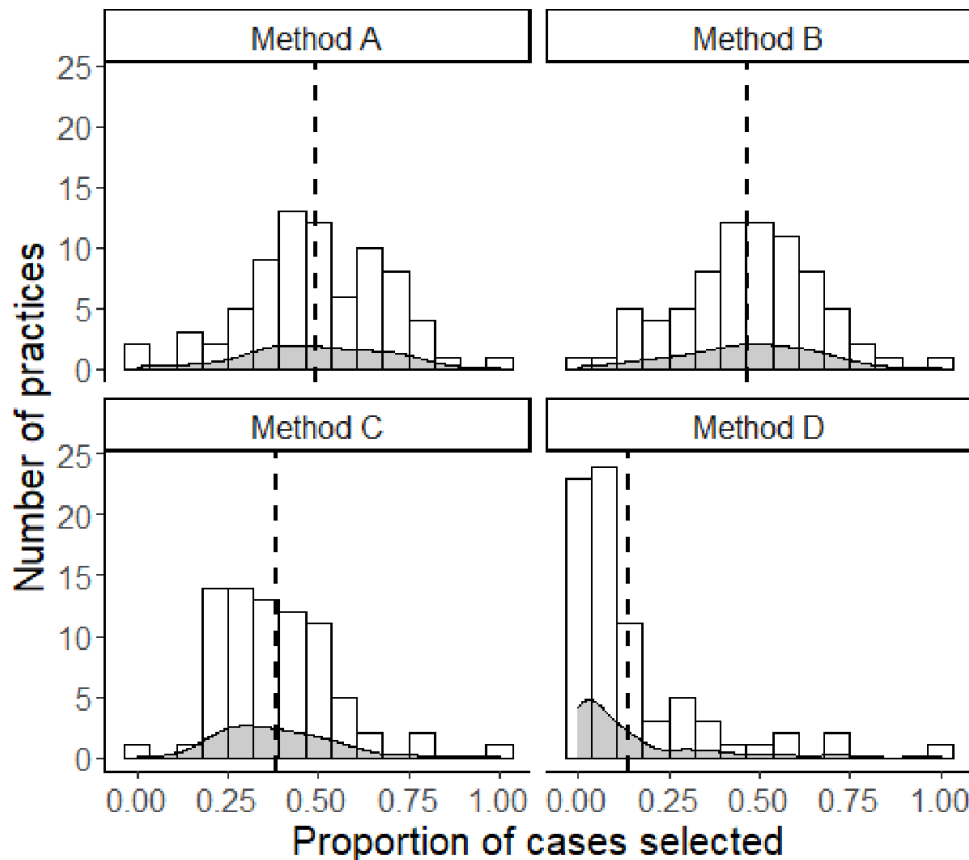 Method A
Method B
25
20
15
10
5
0
Method C
Method D
25
20
15
10
5
0
0.00 0.25 0.50 0.75 1.00
0.00 0.25 0.50 0.75 1.00
Number of practices
Proportion of cases selected